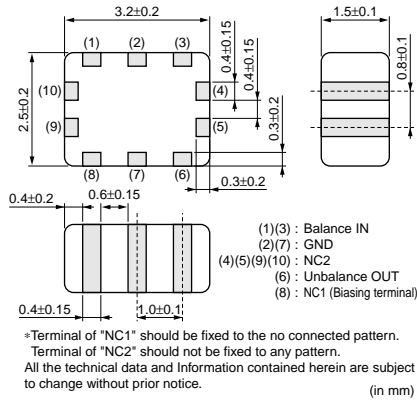 3.2±0.2
1.5±0.1
(1) (2) (3)
(10)
(9)
(4)
(5)
(8) (7) (6)
2.5±0.2
0.4±0.15
0.4±0.15
0.3±0.2
0.3±0.2
0.8±0.1
0.4±0.2
0.6±0.15
0.4±0.15
1.0±0.1
(1)(3) : Balance IN
(2)(7) : GND
(4)(5)(9)(10) : NC2
(6) : Unbalance OUT
(8) : NC1 (Biasing terminal)
*Terminal of "NC1" should be fixed to the no connected pattern.
Terminal of "NC2" should not be fixed to any pattern.
All the technical data and Information contained herein are subject
to change without prior notice.
(in mm)